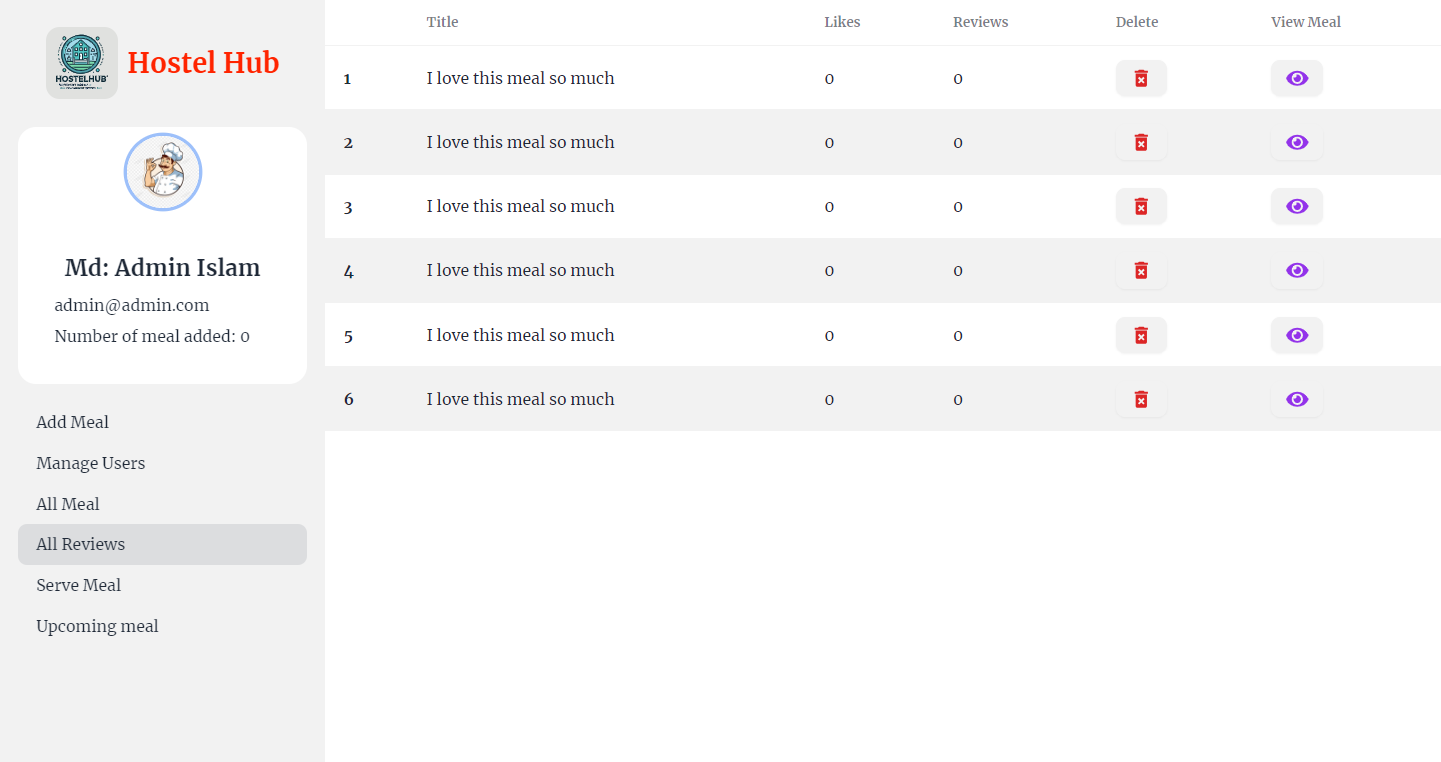 HOSTELHUB
Hostel Hub
Md: Admin Islam
admin@admin.com
Number of meal added: 0
Add Meal
Manage Users
All Meal
All Reviews
Serve Meal
Upcoming meal
Title Likes Reviews Delete View Meal
1 I love this meal so much 0 0
2 I love this meal so much 0 0
3 I love this meal so much 0 0
4 I love this meal so much 0 0
5 I love this meal so much 0 0
6 I love this meal so much 0 0